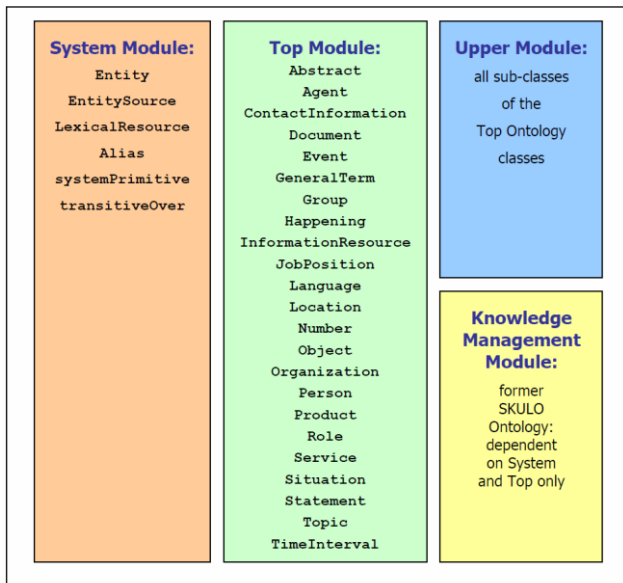 System Module:
Entity
EntitySource
LexicalResource
Alias
systemPrimitive
transitiveOver
Top Module:
Abstract
Agent
ContactInformation
Document
Event
GeneralTerm
Group
Happening
InformationResource
JobPosition
Language
Location
Number
Object
Organization
Person
Product
Role
Service
Situation
Statement
Topic
TimeInterval
Upper Module:
all sub-classes
of the
Top Ontology
classes
Knowledge
Management
Module:
former
SKULO
Ontology:
dependent
on System
and Top only